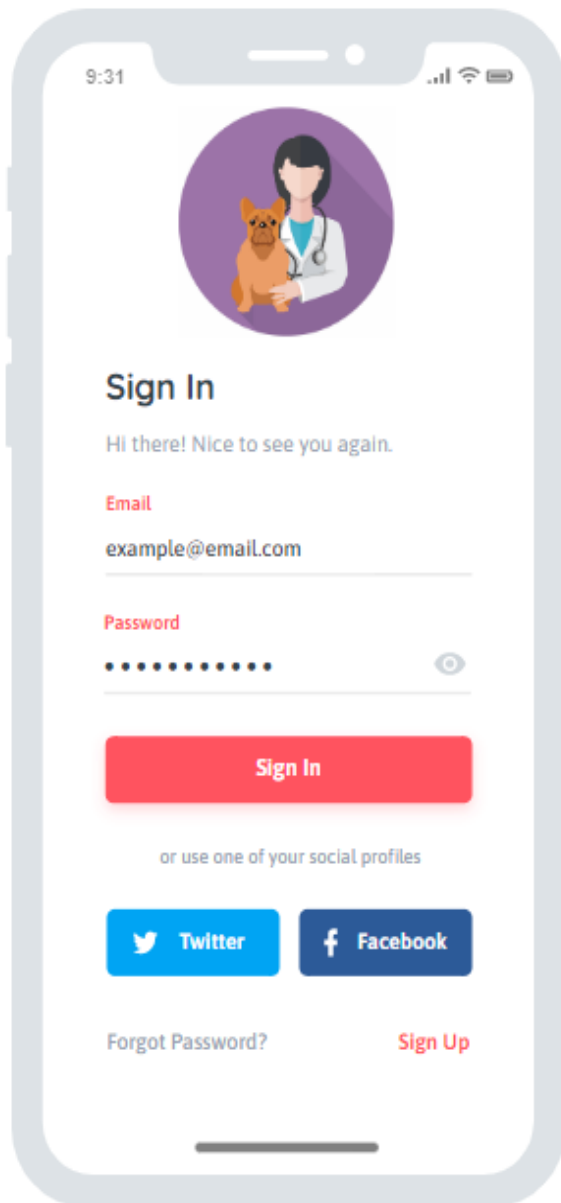 9:31
Sign In
Hi there! Nice to see you again.
Email
example@email.com
Password
Sign In
or use one of your social profiles
Twitter
Facebook
Forgot Password?
Sign Up